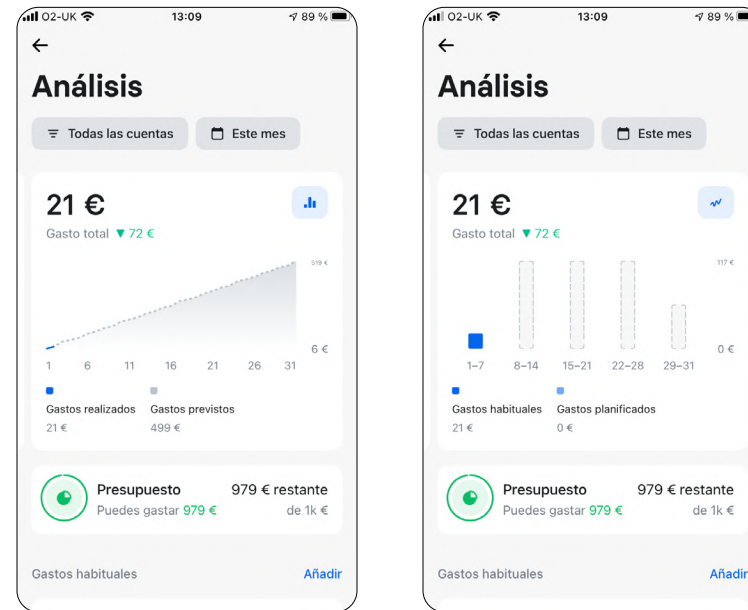 O2-UK 13:09 89 %
Análisis
Todas las cuentas Este mes
21 €
Gasto total ▼ 72 €
519 €
6 €
1 6 11 16 21 26 31
Gastos realizados Gastos previstos
21 € 499 €
Presupuesto 979 € restante
Puedes gastar 979 € de 1k €
Gastos habituales Añadir
O2-UK 13:09 89 %
Análisis
Todas las cuentas Este mes
21 €
Gasto total ▼ 72 €
117 €
0 €
1–7 8–14 15–21 22–28 29–31
Gastos habituales Gastos planificados
21 € 0 €
Presupuesto 979 € restante
Puedes gastar 979 € de 1k €
Gastos habituales Añadir